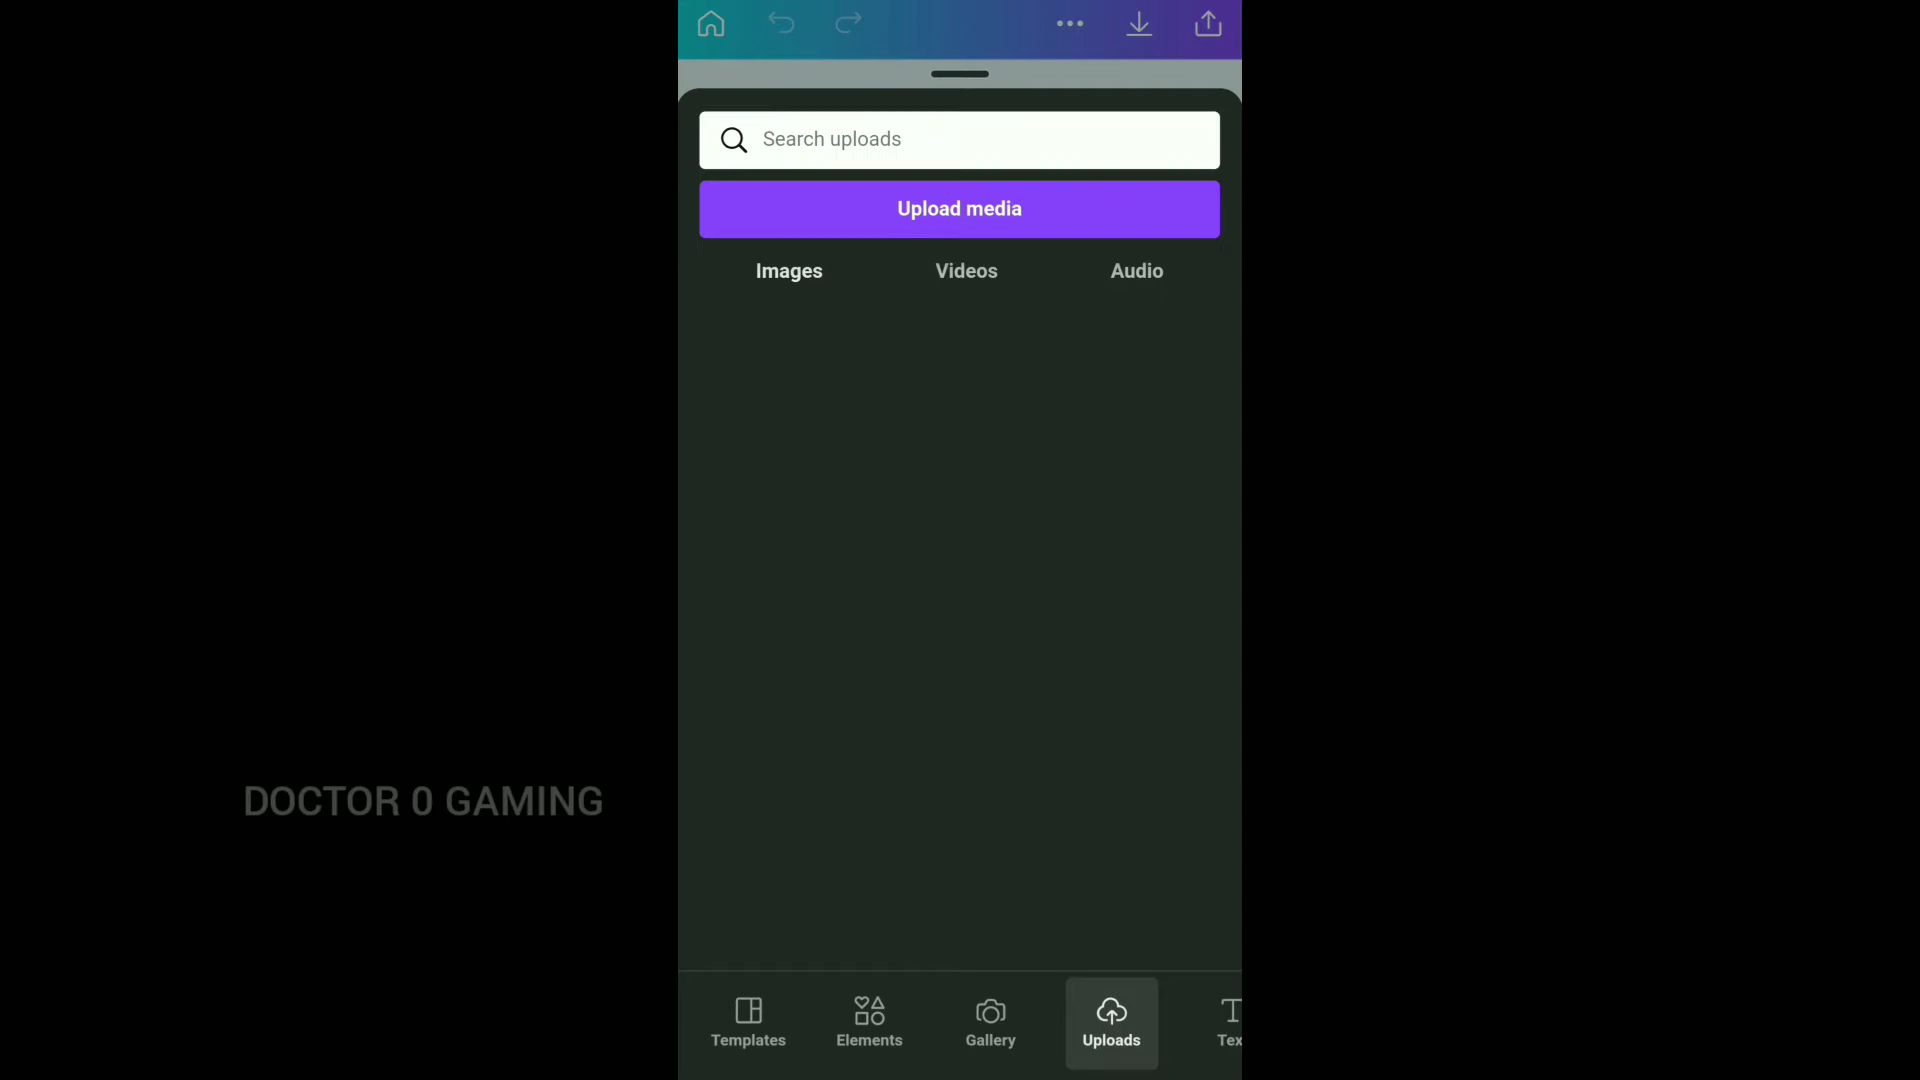 Search uploads
Upload media
Images Videos Audio
DOCTOR 0 GAMING
Templates Elements Gallery Uploads Tex